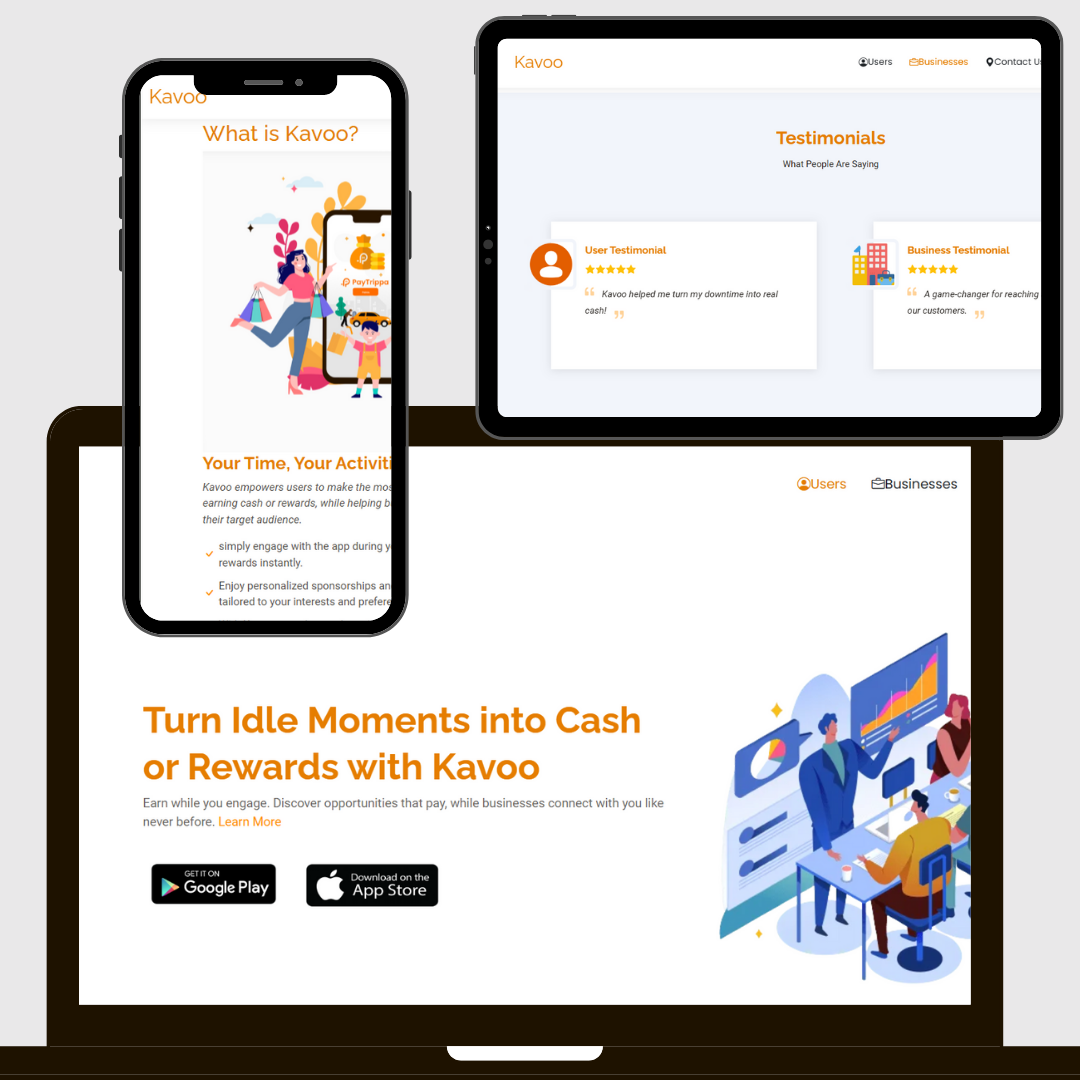 Kavoo
What is Kavoo?
PayTrippa
Your Time, Your Activiti
Kavoo empowers users to make the mos
earning cash or rewards, while helping b
their target audience.
simply engage with the app during y
rewards instantly.
Enjoy personalized sponsorships an
tailored to your interests and prefere
Kavoo
Users
Businesses
Contact Us
Testimonials
What People Are Saying
User Testimonial
“ Kavoo helped me turn my downtime into real
cash! ”
Business Testimonial
“ A game-changer for reaching
our customers. ”
Users
Businesses
Turn Idle Moments into Cash
or Rewards with Kavoo
Earn while you engage. Discover opportunities that pay, while businesses connect with you like
never before. Learn More
GET IT ON
Google Play
Download on the
App Store